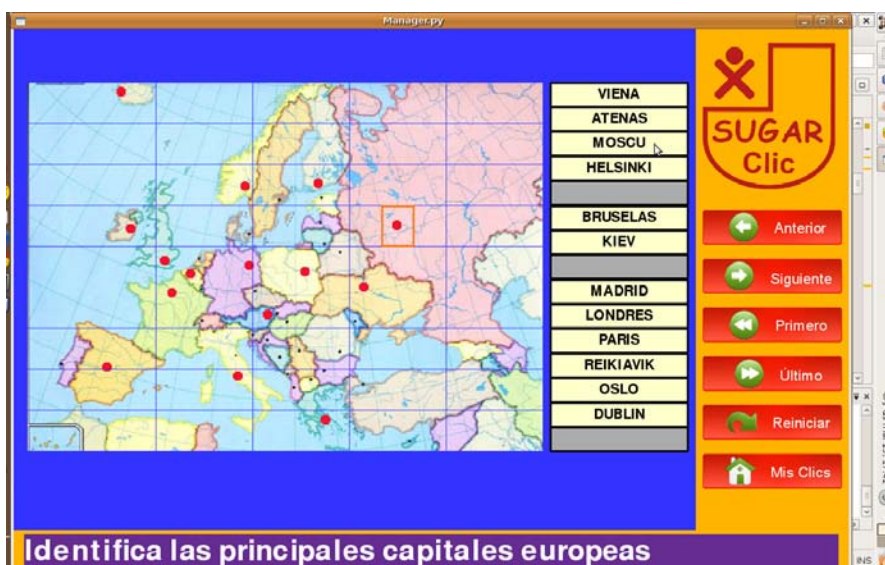 Manager.py
VIENA
ATENAS
MOSCU
HELSINKI
BRUSELAS
KIEV
MADRID
LONDRES
PARIS
REIKIAVIK
OSLO
DUBLIN
SUGAR
Clic
Anterior
Siguiente
Primero
Último
Reiniciar
Mis Clics
Identifica las principales capitales europeas
INS